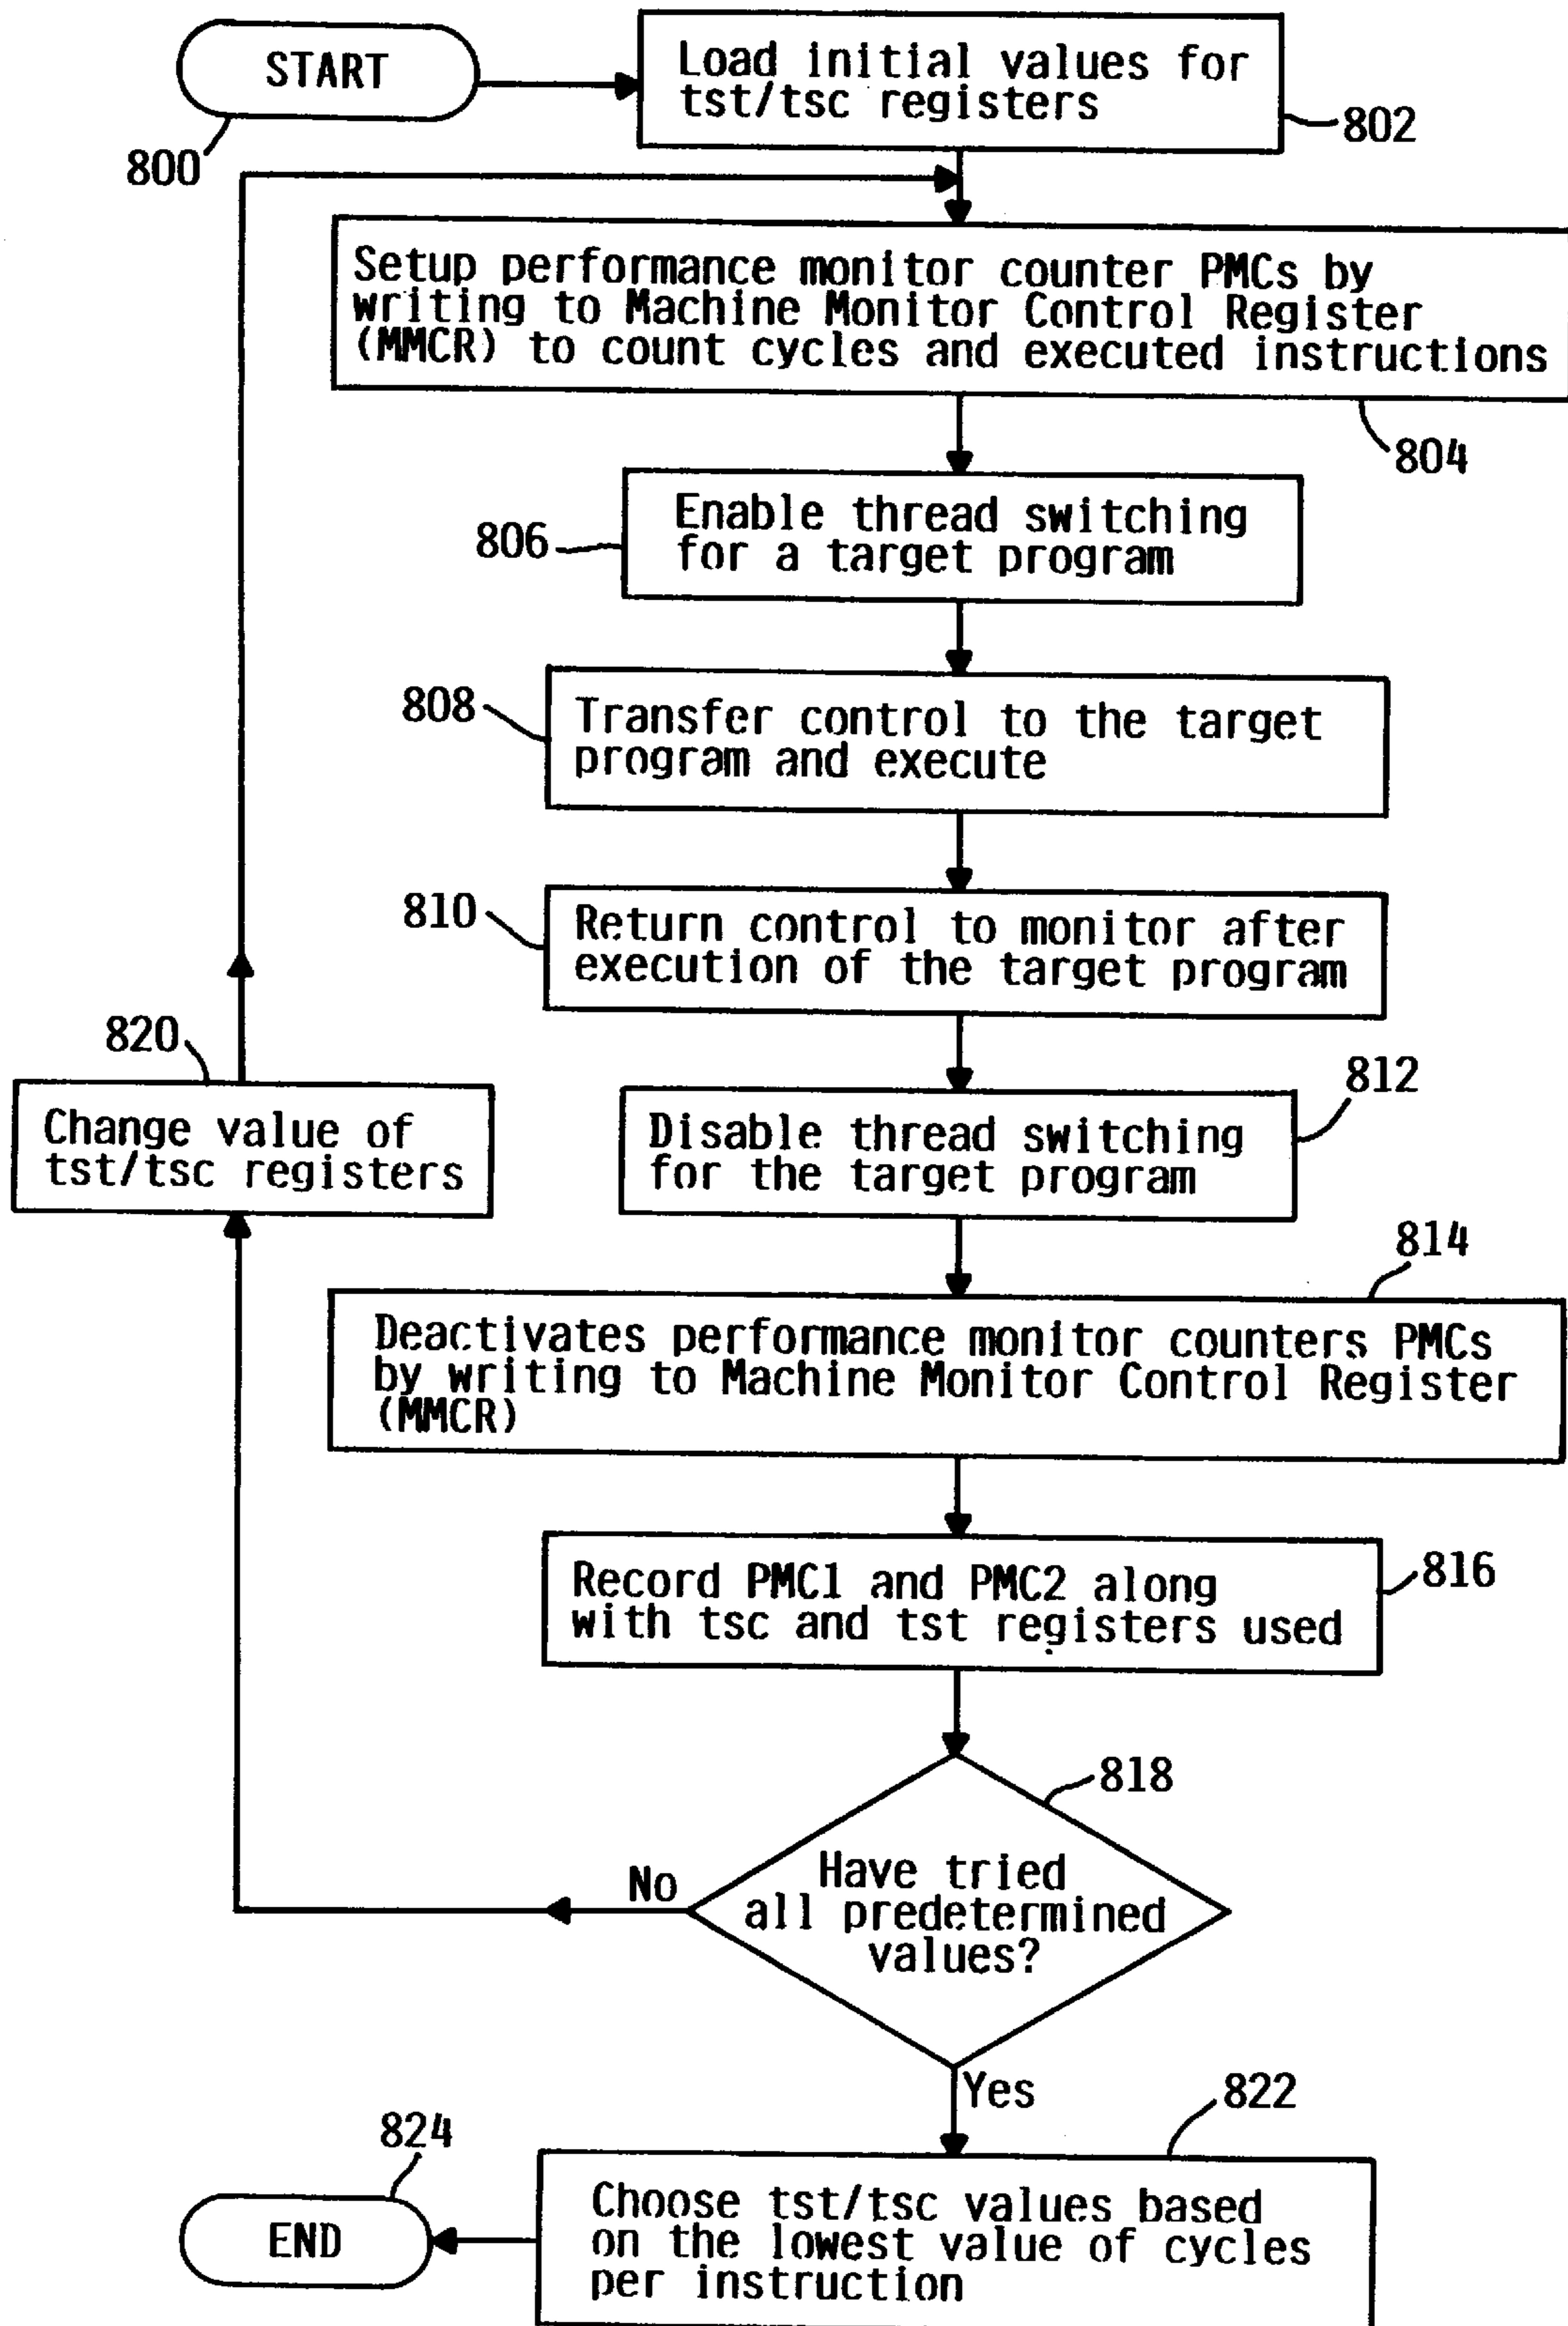 START
800
Load initial values for
tst/tsc registers
802
Setup performance monitor counter PMCs by
writing to Machine Monitor Control Register
(MMCR) to count cycles and executed instructions
804
806
Enable thread switching
for a target program
808
Transfer control to the target
program and execute
810
Return control to monitor after
execution of the target program
820
Change value of
tst/tsc registers
812
Disable thread switching
for the target program
814
Deactivates performance monitor counters PMCs
by writing to Machine Monitor Control Register
(MMCR)
Record PMC1 and PMC2 along
with tsc and tst registers used
816
818
Have tried
all predetermined
values?
No
Yes
822
824
END
Choose tst/tsc values based
on the lowest value of cycles
per instruction